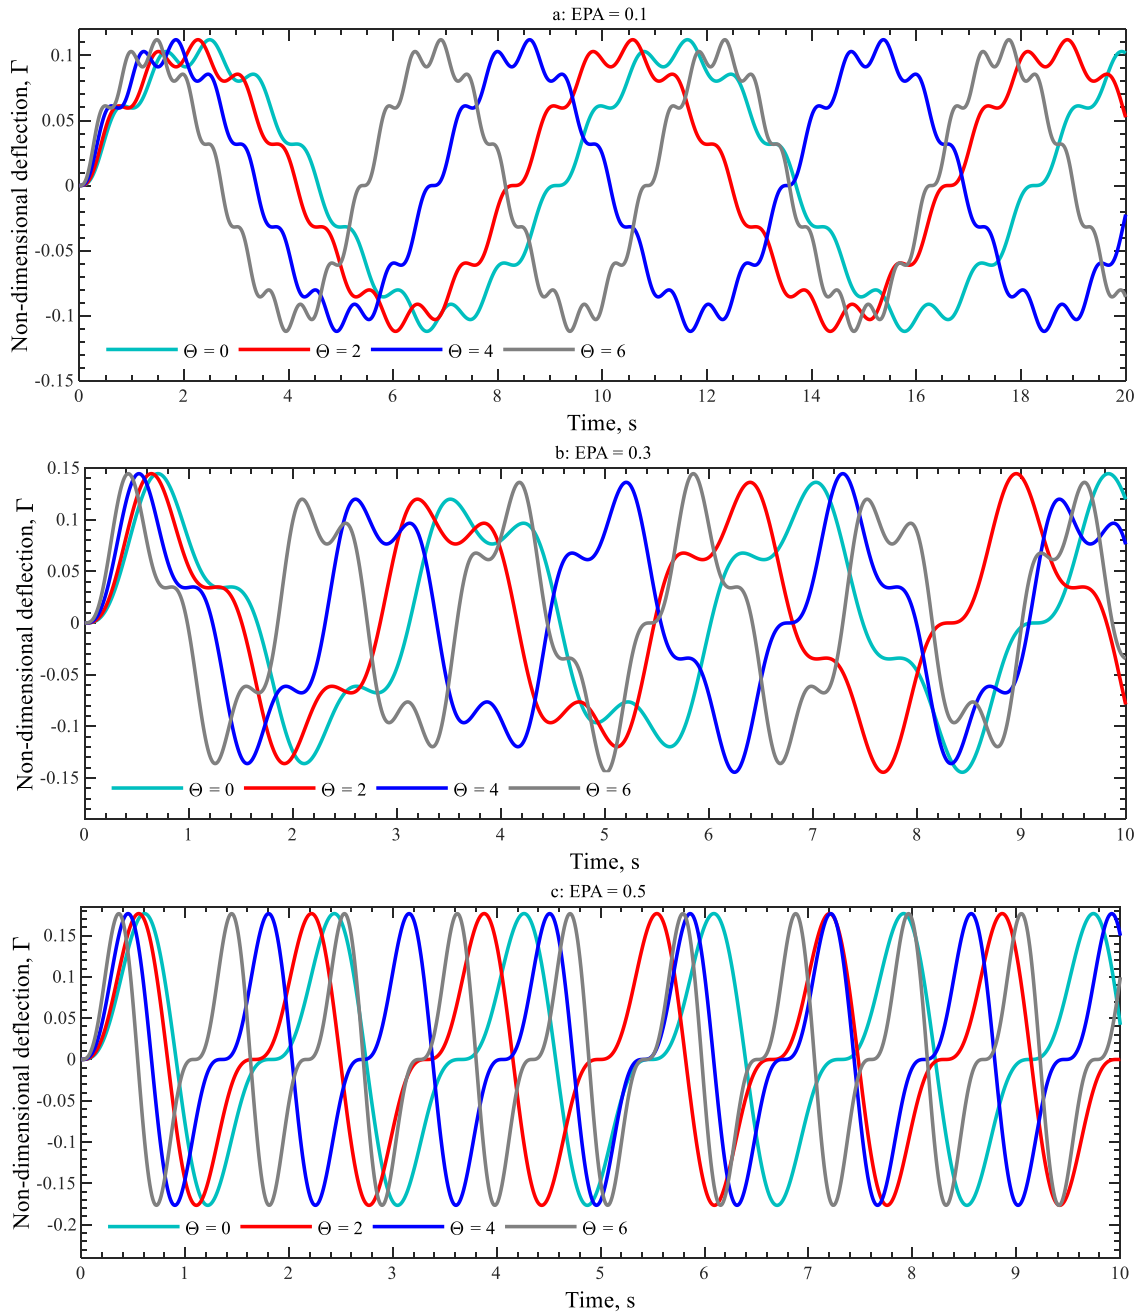 a: EPA = 0.1
Non-dimensional deflection, Γ
0.1
0.05
0
-0.05
-0.1
-0.15
Θ = 0 Θ = 2 Θ = 4 Θ = 6
0 2 4 6 8 10 12 14 16 18 20
Time, s
b: EPA = 0.3
Non-dimensional deflection, Γ
0.15
0.1
0.05
0
-0.05
-0.1
-0.15
Θ = 0 Θ = 2 Θ = 4 Θ = 6
0 1 2 3 4 5 6 7 8 9 10
Time, s
c: EPA = 0.5
Non-dimensional deflection, Γ
0.15
0.1
0.05
0
-0.05
-0.1
-0.15
-0.2
Θ = 0 Θ = 2 Θ = 4 Θ = 6
0 1 2 3 4 5 6 7 8 9 10
Time, s